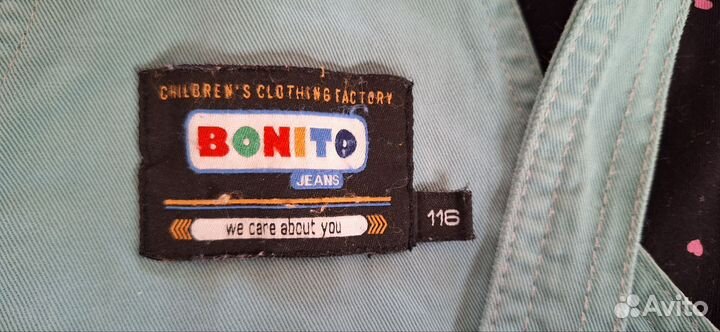 CHILDREN'S CLOTHING FACTORY
BONITO
JEANS
we care about you
116
Avito